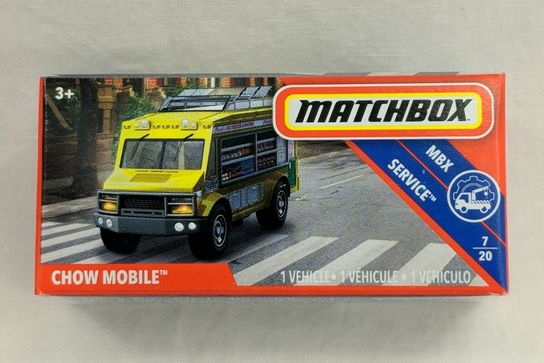 3+
MATCHBOX
MBX
SERVICE™
7
20
CHOW MOBILE™
1 VEHICLE • 1 VÉHICULE • 1 VEHÍCULO